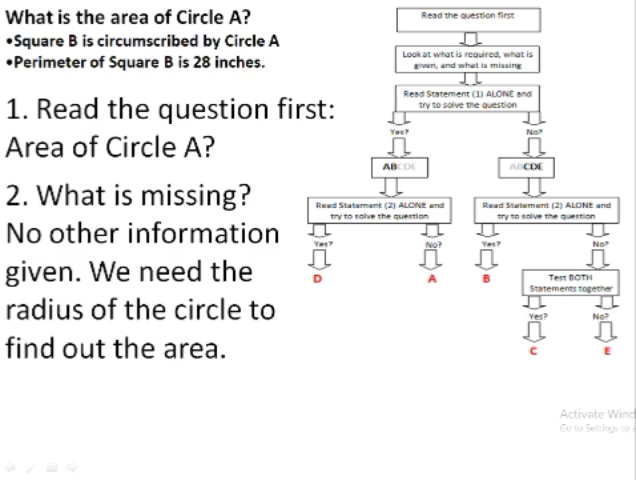 What is the area of Circle A?
•Square B is circumscribed by Circle A
•Perimeter of Square B is 28 inches.
1. Read the question first:
Area of Circle A?
2. What is missing?
No other information
given. We need the
radius of the circle to
find out the area.
Read the question first
Look at what is required, what is
given, and what is missing
Read Statement (1) ALONE and
try to solve the question
Yes?
No?
ABCDE
ABCDE
Read Statement (2) ALONE and
try to solve the question
Read Statement (2) ALONE and
try to solve the question
Yes?
No?
Yes?
No?
D
A
B
Test BOTH
Statements together
Yes?
No?
C
E
Activate Wind
Go to Settings to